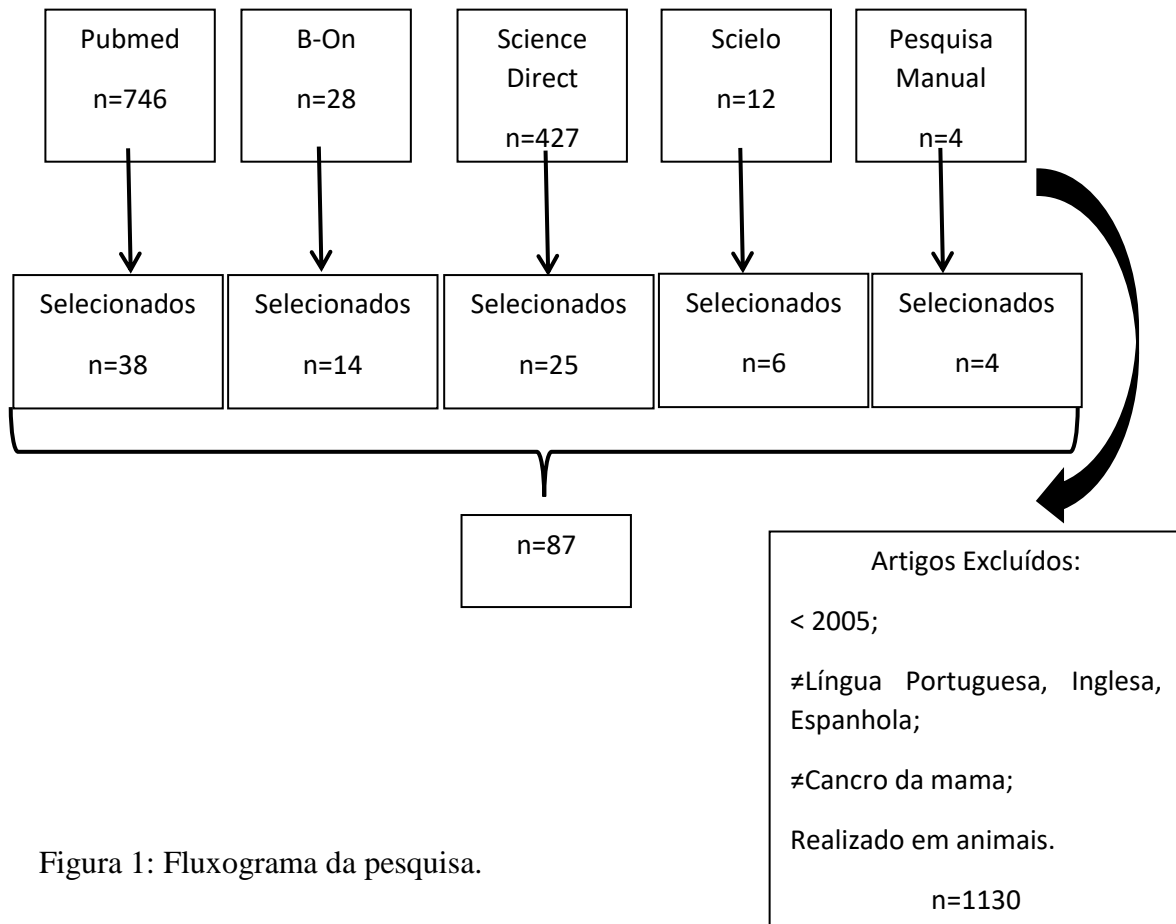 Pubmed
n=746
B-On
n=28
Science
Direct
n=427
Scielo
n=12
Pesquisa
Manual
n=4
Selecionados
n=38
Selecionados
n=14
Selecionados
n=25
Selecionados
n=6
Selecionados
n=4
n=87
Artigos Excluídos:
< 2005;
≠Língua Portuguesa, Inglesa,
Espanhola;
≠Cancro da mama;
Realizado em animais.
n=1130
Figura 1: Fluxograma da pesquisa.